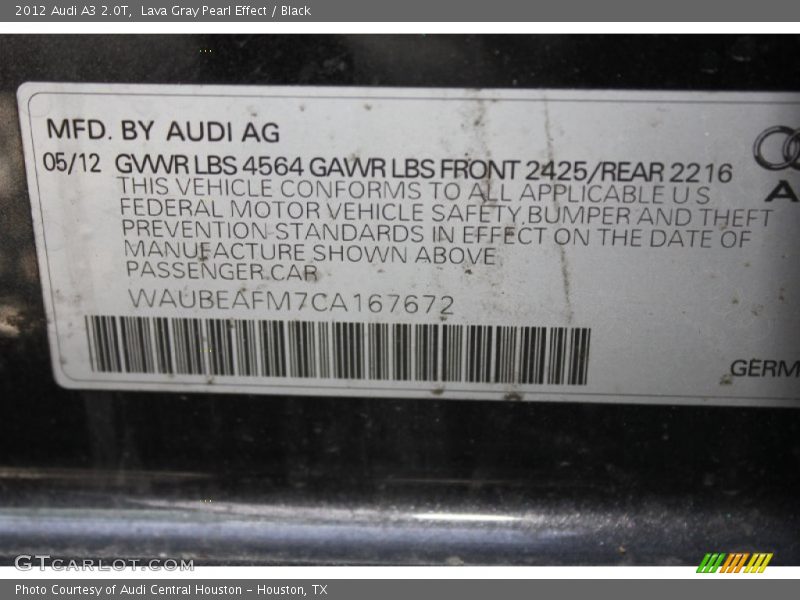 2012 Audi A3 2.0T,  Lava Gray Pearl Effect / Black
MFD. BY AUDI AG
05/12 GVWR LBS 4564 GAWR LBS FRONT 2425/REAR 2216
THIS VEHICLE CONFORMS TO ALL APPLICABLE U S
FEDERAL MOTOR VEHICLE SAFETY,BUMPER AND THEFT
PREVENTION STANDARDS IN EFFECT ON THE DATE OF
MANUFACTURE SHOWN ABOVE
PASSENGER CAR
WAUBEAFM7CA167672
GERM
GTCARLOT.COM
Photo Courtesy of Audi Central Houston - Houston, TX